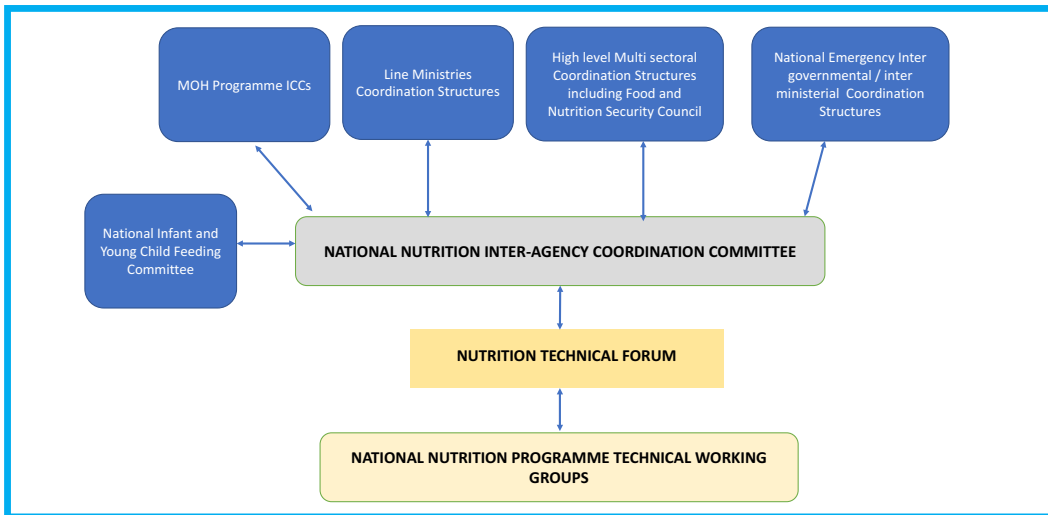 MOH Programme ICCs
Line Ministries
Coordination Structures
High level Multi sectoral
Coordination Structures
including Food and
Nutrition Security Council
National Emergency Inter
governmental / inter
ministerial  Coordination
Structures
National Infant and
Young Child Feeding
Committee
NATIONAL NUTRITION INTER-AGENCY COORDINATION COMMITTEE
NUTRITION TECHNICAL FORUM
NATIONAL NUTRITION PROGRAMME TECHNICAL WORKING
GROUPS